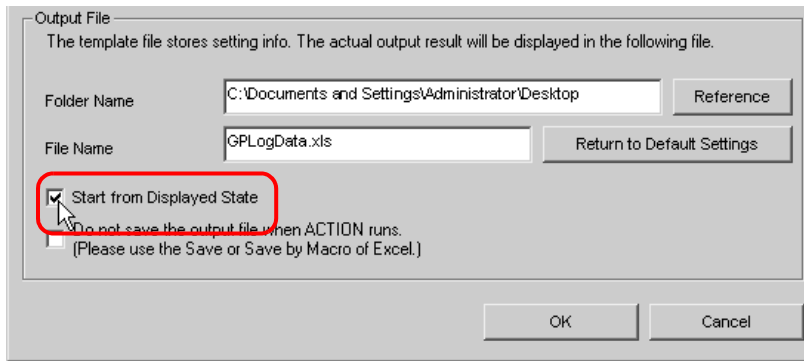 Output File
The template file stores setting info. The actual output result will be displayed in the following file.
Folder Name
C:\Documents and Settings\Administrator\Desktop
Reference
File Name
GPLogData.xls
Return to Default Settings
Start from Displayed State
Do not save the output file when ACTION runs.
(Please use the Save or Save by Macro of Excel.)
OK
Cancel